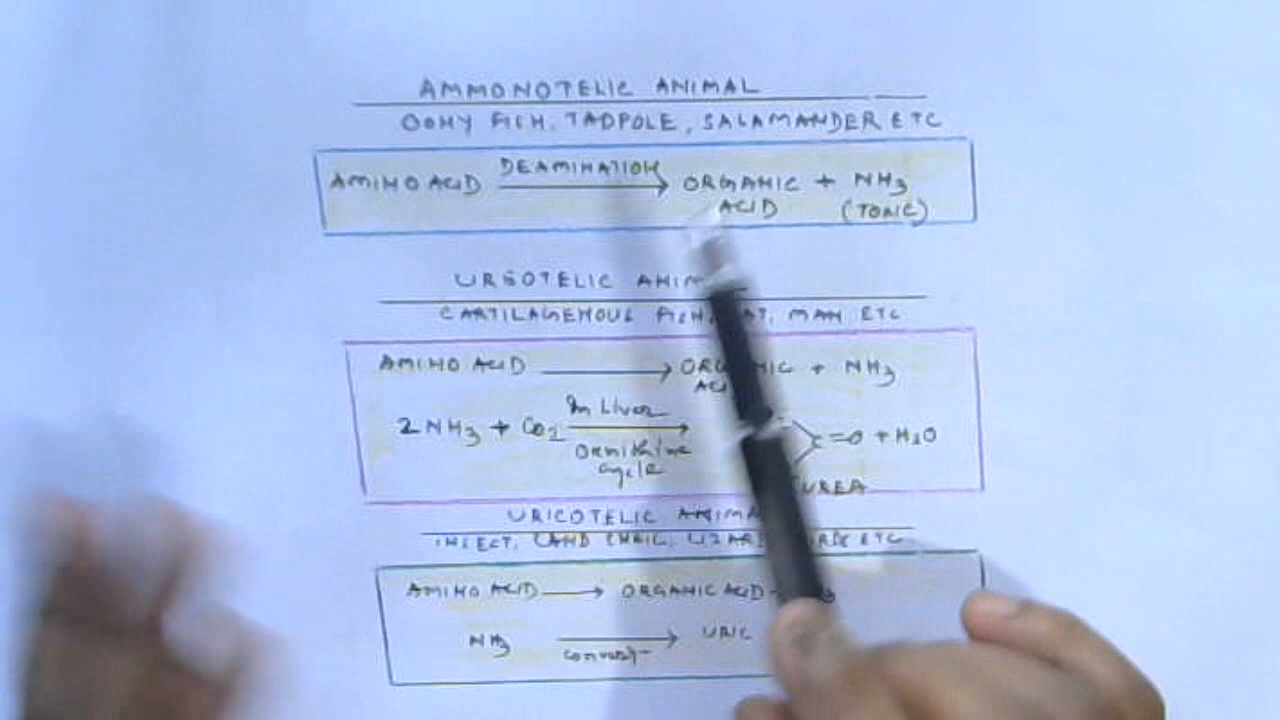 AMMONOTELIC ANIMAL
BONY FISH, TADPOLE, SALAMANDER ETC
DEAMINATION
AMINO ACID → ORGANIC + NH3
ACID (TOXIC)
UREOTELIC
CARTILAGENOUS FISH, MAN ETC
AMINO ACID → + NH3
In Liver
2NH3 + CO2 → C=O + H2O
Ornithine
cycle
UREA
URICOTELIC
INSECT, LAND SNAIL, ETC
AMINO ACID → ORGANIC ACID
NH3 → URIC
convert